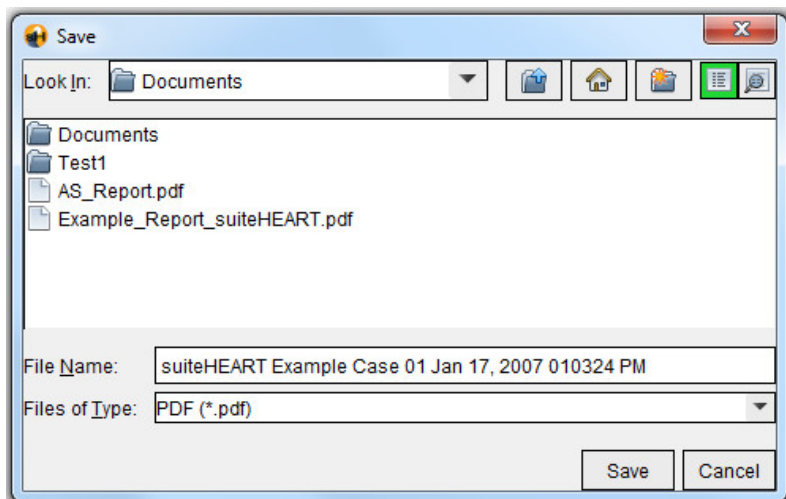 Save
Look In: Documents
Documents
Test1
AS_Report.pdf
Example_Report_suiteHEART.pdf
File Name: suiteHEART Example Case 01 Jan 17, 2007 010324 PM
Files of Type: PDF (*.pdf)
Save Cancel